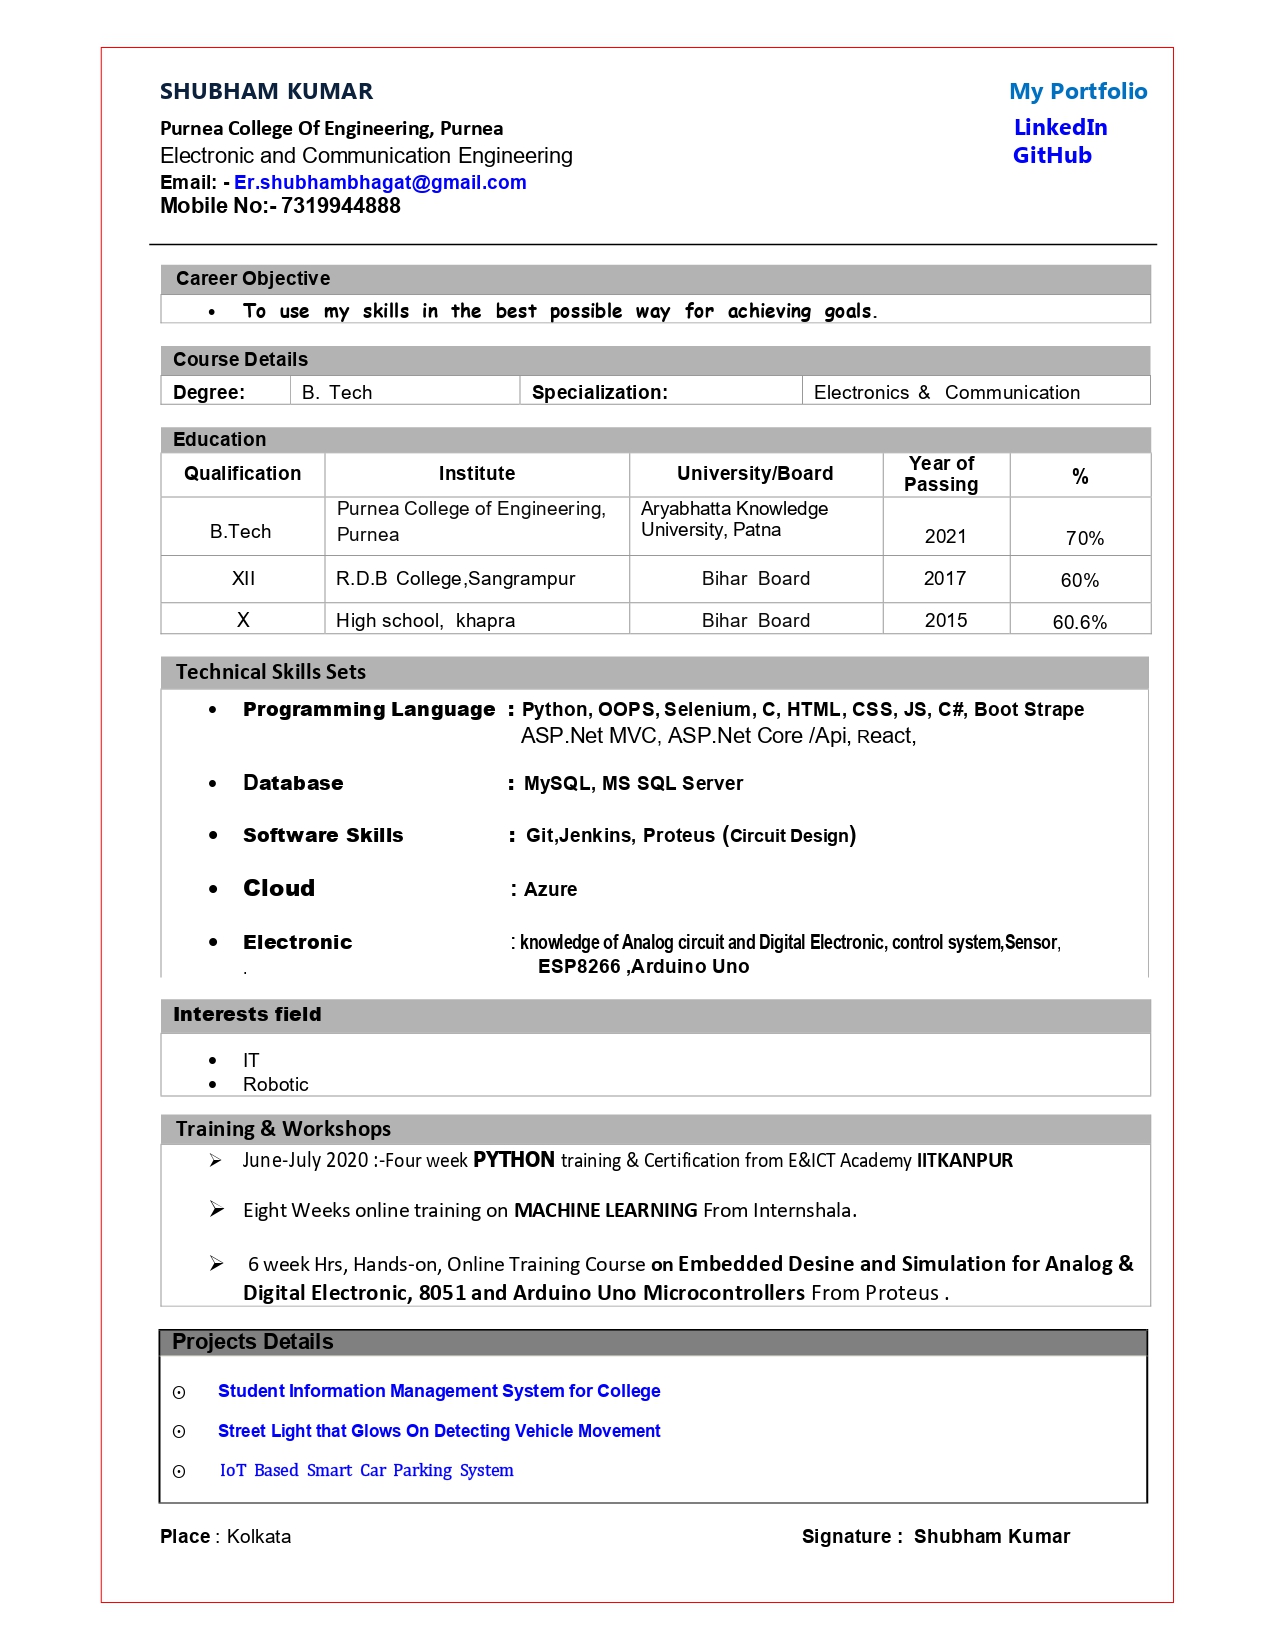 SHUBHAM KUMAR
My Portfolio
Purnea College Of Engineering, Purnea
LinkedIn
Electronic and Communication Engineering
GitHub
Email: - Er.shubhambhagat@gmail.com
Mobile No:- 7319944888
Career Objective
• To use my skills in the best possible way for achieving goals.
Course Details
Degree: B. Tech Specialization: Electronics & Communication
Education
Qualification Institute University/Board Year of Passing %
B.Tech Purnea College of Engineering, Purnea Aryabhatta Knowledge University, Patna 2021 70%
XII R.D.B College,Sangrampur Bihar Board 2017 60%
X High school, khapra Bihar Board 2015 60.6%
Technical Skills Sets
• Programming Language : Python, OOPS, Selenium, C, HTML, CSS, JS, C#, Boot Strape
ASP.Net MVC, ASP.Net Core /Api, React,
• Database : MySQL, MS SQL Server
• Software Skills : Git,Jenkins, Proteus (Circuit Design)
• Cloud : Azure
• Electronic : knowledge of Analog circuit and Digital Electronic, control system,Sensor,
. ESP8266 ,Arduino Uno
Interests field
• IT
• Robotic
Training & Workshops
➢ June-July 2020 :-Four week PYTHON training & Certification from E&ICT Academy IITKANPUR
➢ Eight Weeks online training on MACHINE LEARNING From Internshala.
➢ 6 week Hrs, Hands-on, Online Training Course on Embedded Desine and Simulation for Analog &
Digital Electronic, 8051 and Arduino Uno Microcontrollers From Proteus .
Projects Details
⊙ Student Information Management System for College
⊙ Street Light that Glows On Detecting Vehicle Movement
⊙ IoT Based Smart Car Parking System
Place : Kolkata Signature : Shubham Kumar